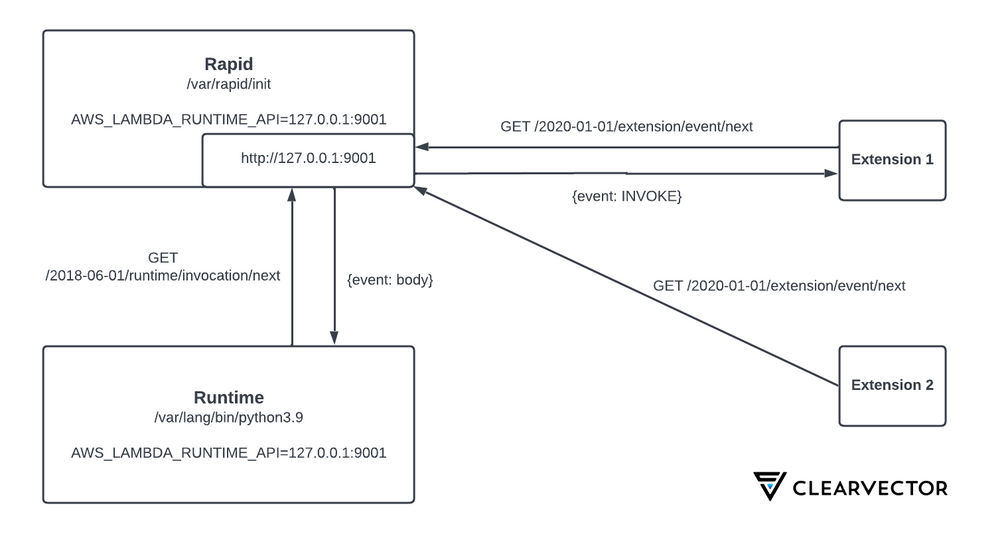 Rapid
/var/rapid/init
AWS_LAMBDA_RUNTIME_API=127.0.0.1:9001
http://127.0.0.1:9001
GET /2020-01-01/extension/event/next
Extension 1
{event: INVOKE}
GET
/2018-06-01/runtime/invocation/next
{event: body}
GET /2020-01-01/extension/event/next
Extension 2
Runtime
/var/lang/bin/python3.9
AWS_LAMBDA_RUNTIME_API=127.0.0.1:9001
CLEARVECTOR